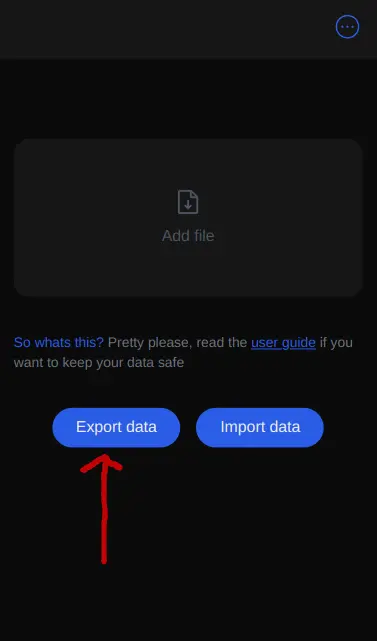 Add file
So whats this? Pretty please, read the user guide if you
want to keep your data safe
Export data
Import data